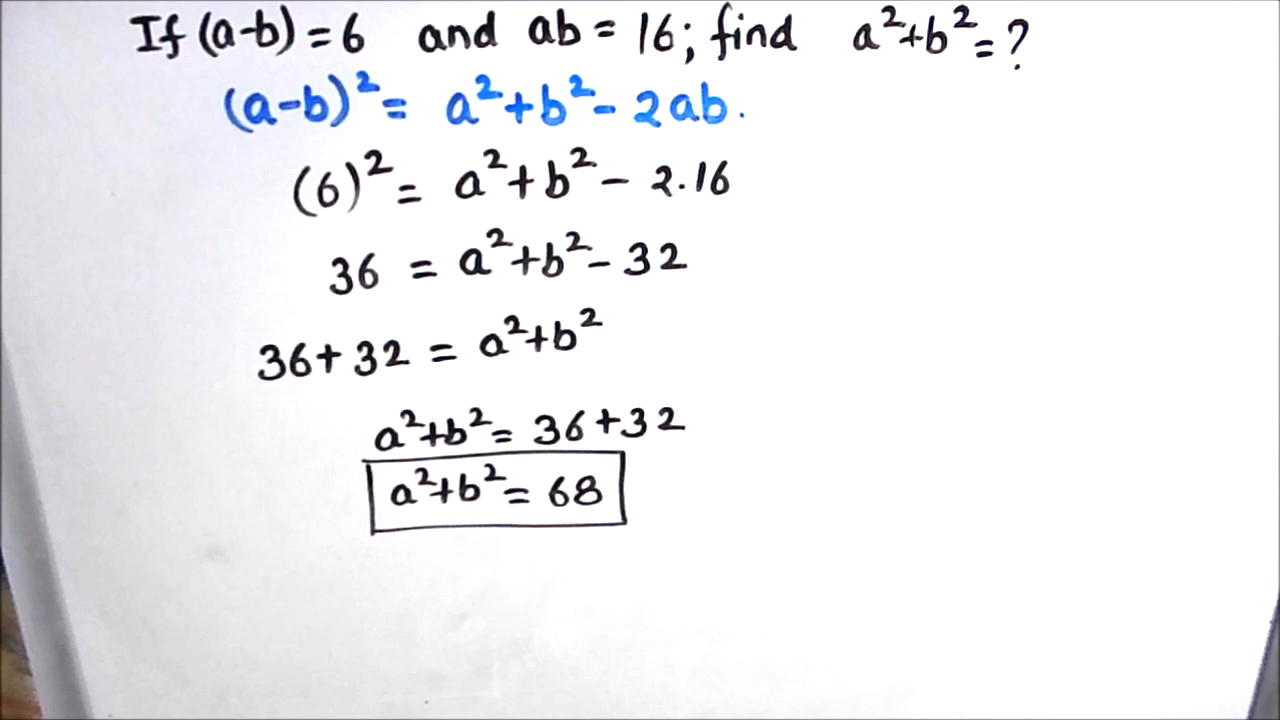 If (a-b) = 6 and ab = 16; find a²+b² = ?
(a-b)² = a²+b² - 2ab.
(6)² = a²+b² - 2.16
36 = a²+b² - 32
36+32 = a²+b²
a²+b² = 36+32
a²+b² = 68